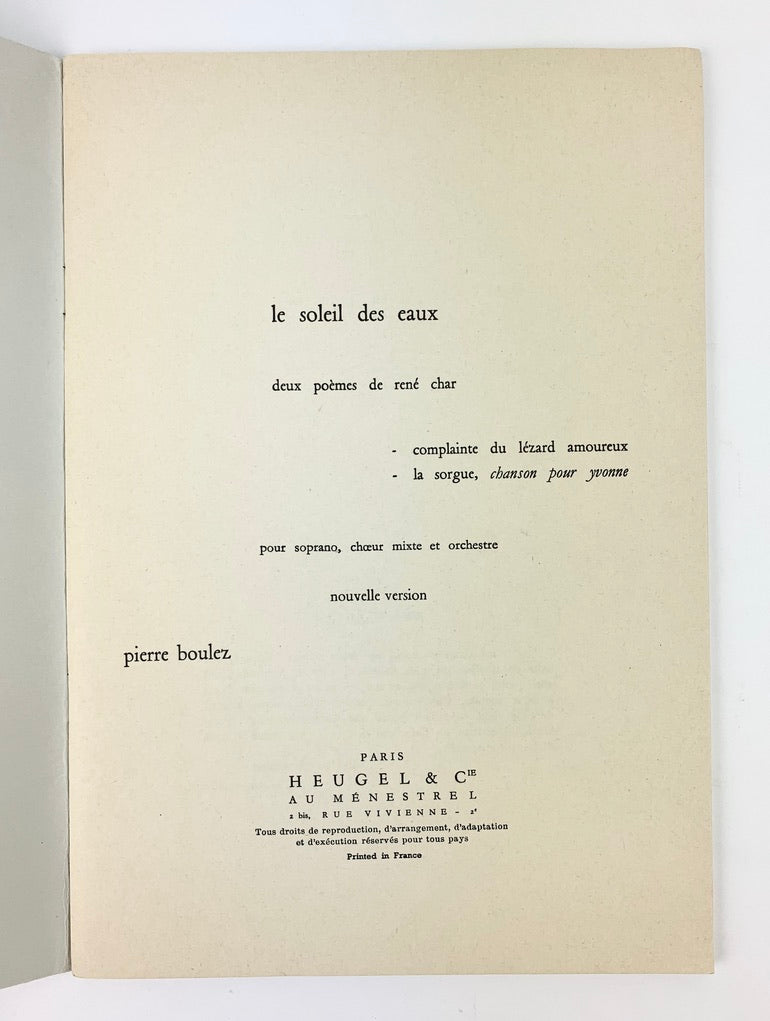 le soleil des eaux
deux poèmes de rené char
- complainte du lézard amoureux
- la sorgue, chanson pour yvonne
pour soprano, chœur mixte et orchestre
nouvelle version
pierre boulez
PARIS
HEUGEL & CIE
AU MÉNESTREL
2 bis, RUE VIVIENNE - 2e
Tous droits de reproduction, d'arrangement, d'adaptation
et d'exécution réservés pour tous pays
Printed in France